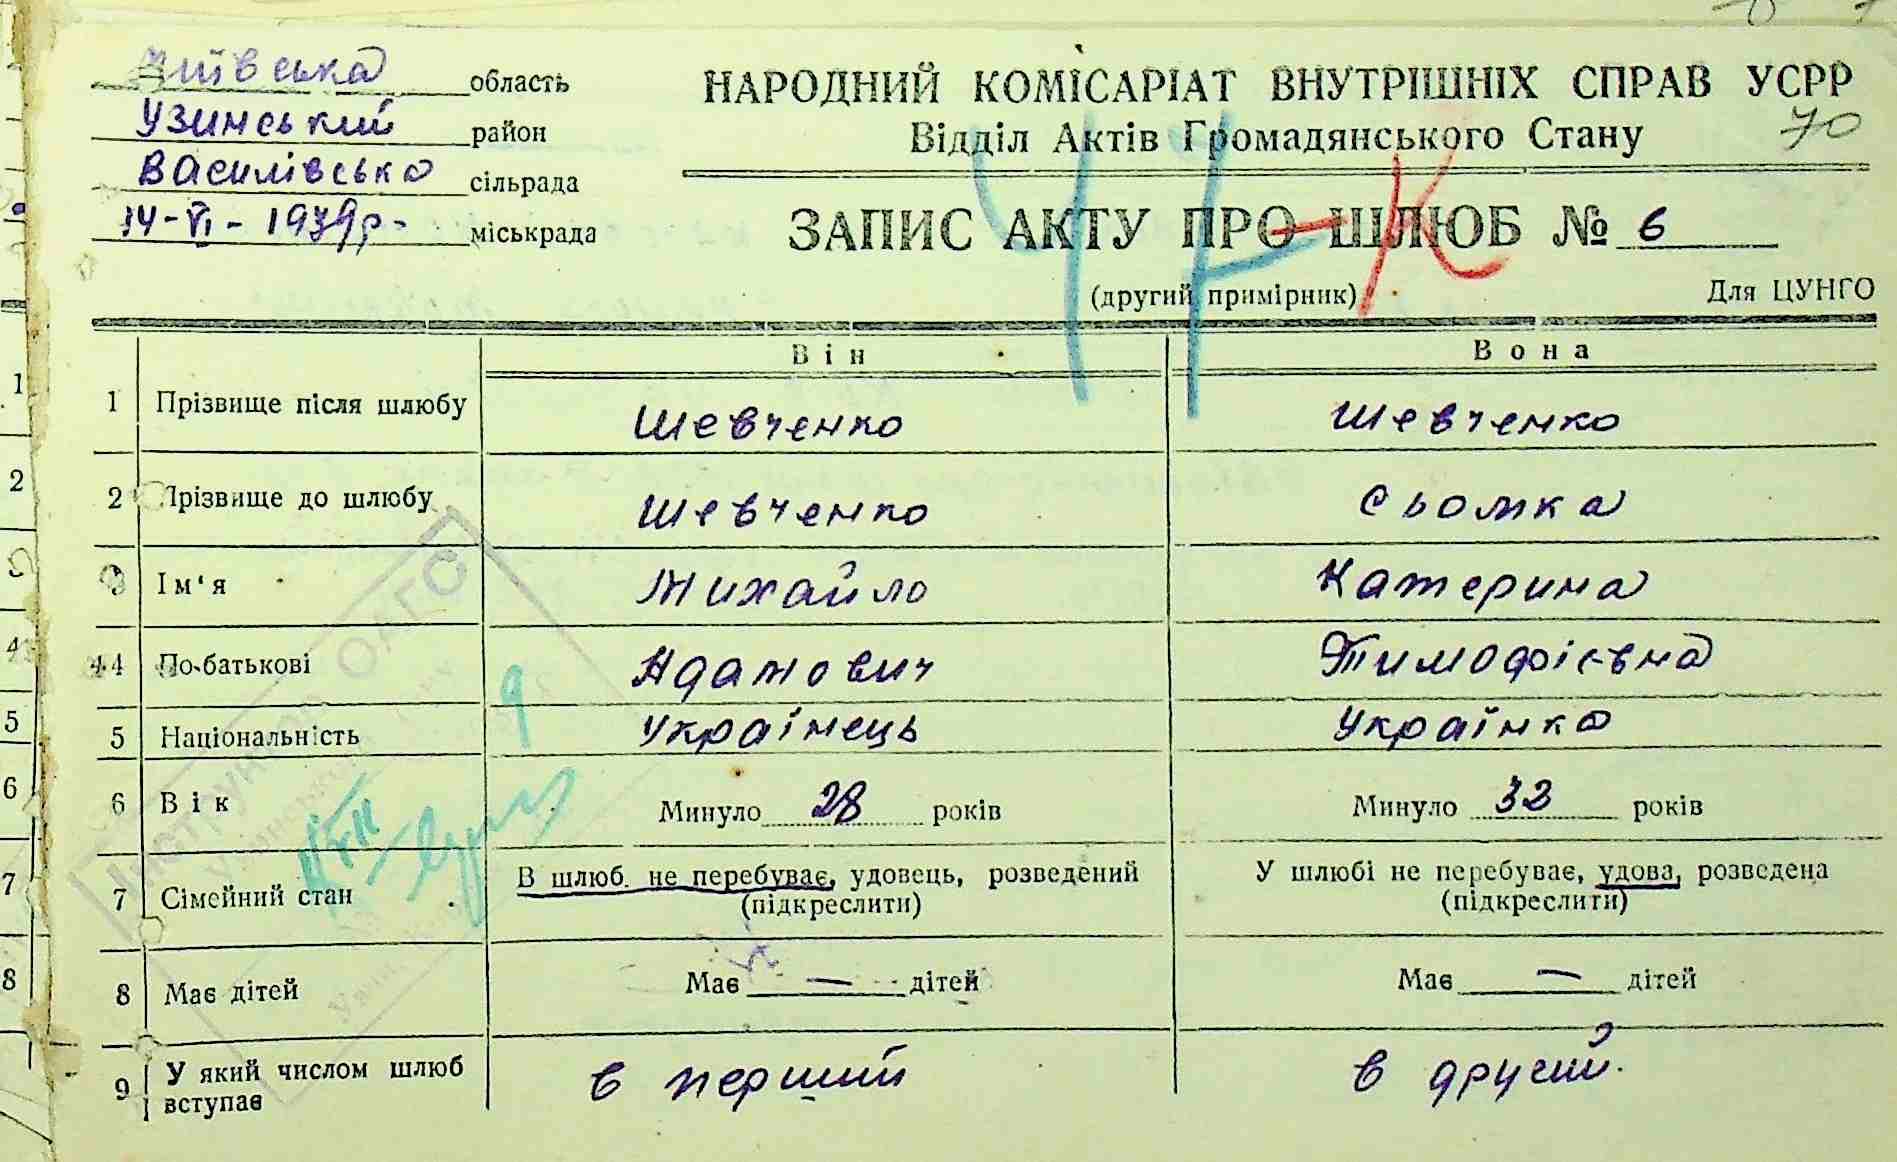 Київська область
Узинський район
Василівська сільрада
14-VI-1939р- міськрада
НАРОДНИЙ КОМІСАРІАТ ВНУТРІШНІХ СПРАВ УСРР
Відділ Актів Громадянського Стану
70
ЗАПИС АКТУ ПРО ШЛЮБ № 6
(другий примірник)
Для ЦУНГО
Він
Вона
1 Прізвище після шлюбу Шевченко Шевченко
2 Прізвище до шлюбу Шевченко Сьомка
3 Ім'я Михайло Катерина
4 По-батькові Адамович Тимофієвна
5 Національність Українець Українка
6 Вік Минуло 28 років Минуло 32 років
7 Сімейний стан В шлюб. не перебуває, удовець, розведений У шлюбі не перебуває, удова, розведена
(підкреслити) (підкреслити)
8 Має дітей Має — дітей Має — дітей
9 У який числом шлюб вступає в перший в другий.
ОАГС